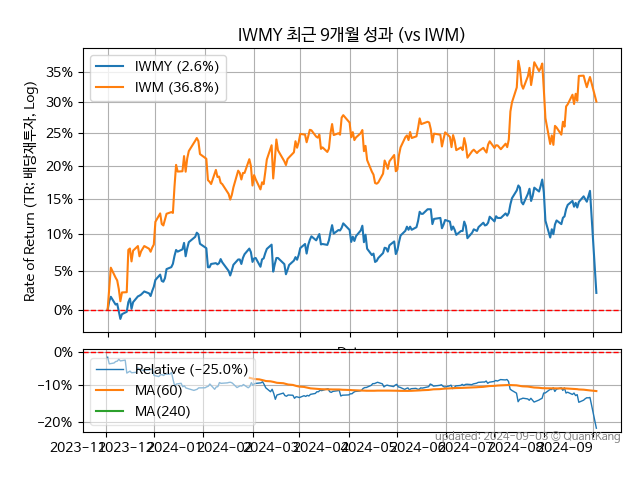 IWMY 최근 9개월 성과 (vs IWM)
Rate of Return (TR: 배당재투자, Log)
35%
30%
25%
20%
15%
10%
5%
0%
IWMY (2.6%)
IWM (36.8%)
0%
-10%
-20%
Relative (-25.0%)
MA(60)
MA(240)
updated: 2024-09-03 © QuantKang
2023-11 2023-12 2024-01 2024-02 2024-03 2024-04 2024-05 2024-06 2024-07 2024-08 2024-09